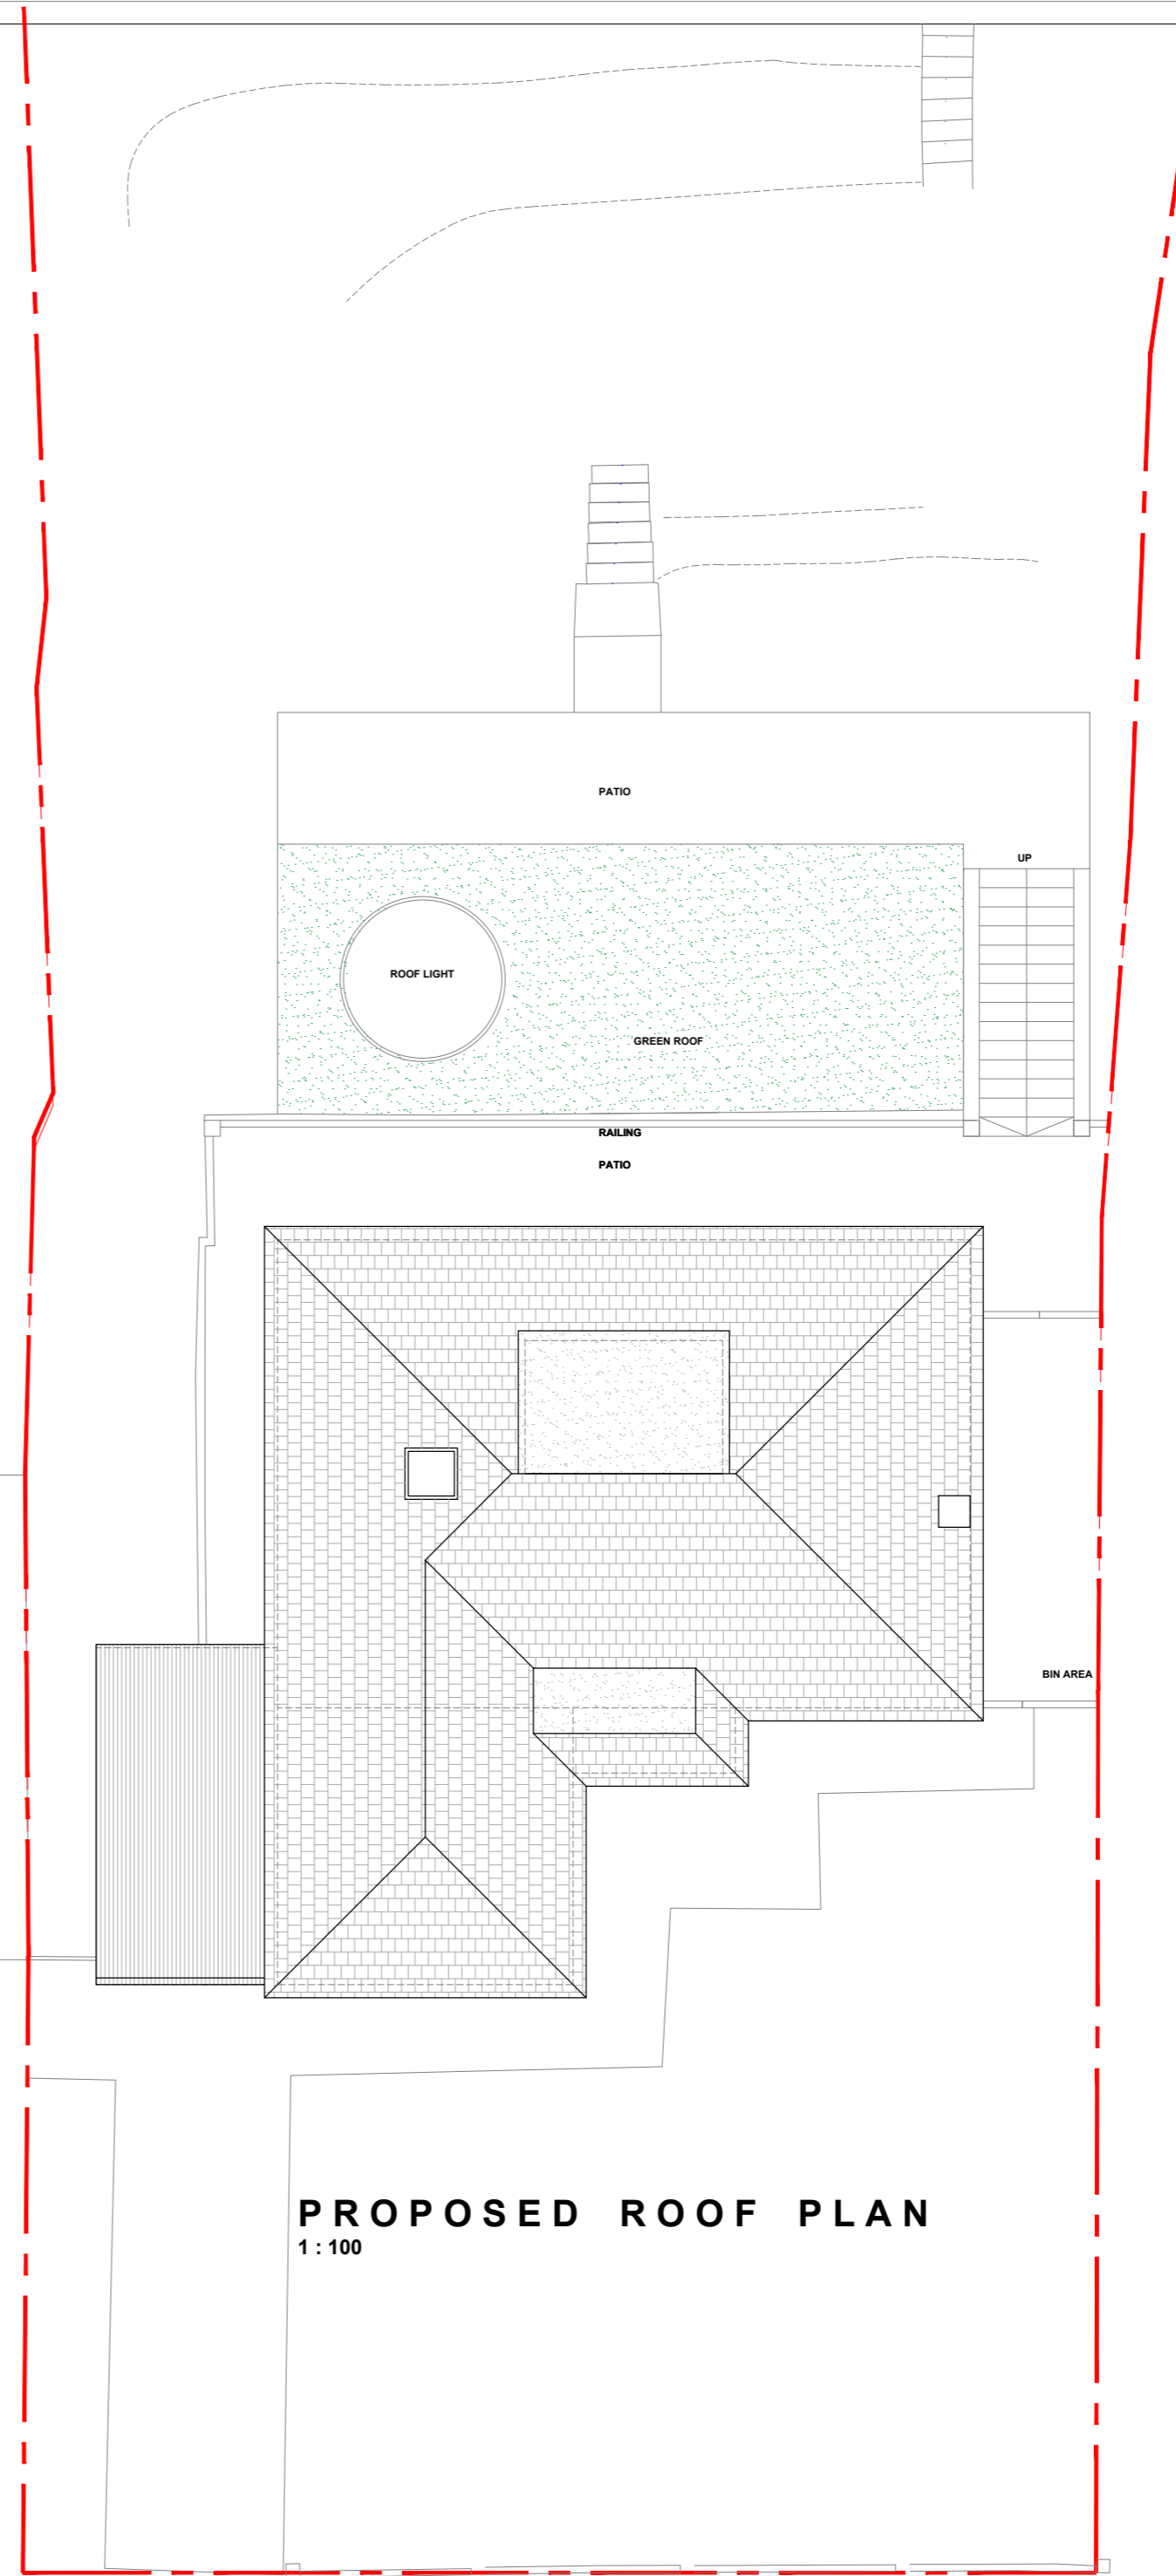 PATIO
UP
ROOF LIGHT
GREEN ROOF
RAILING
PATIO
BIN AREA
PROPOSED ROOF PLAN
1 : 100